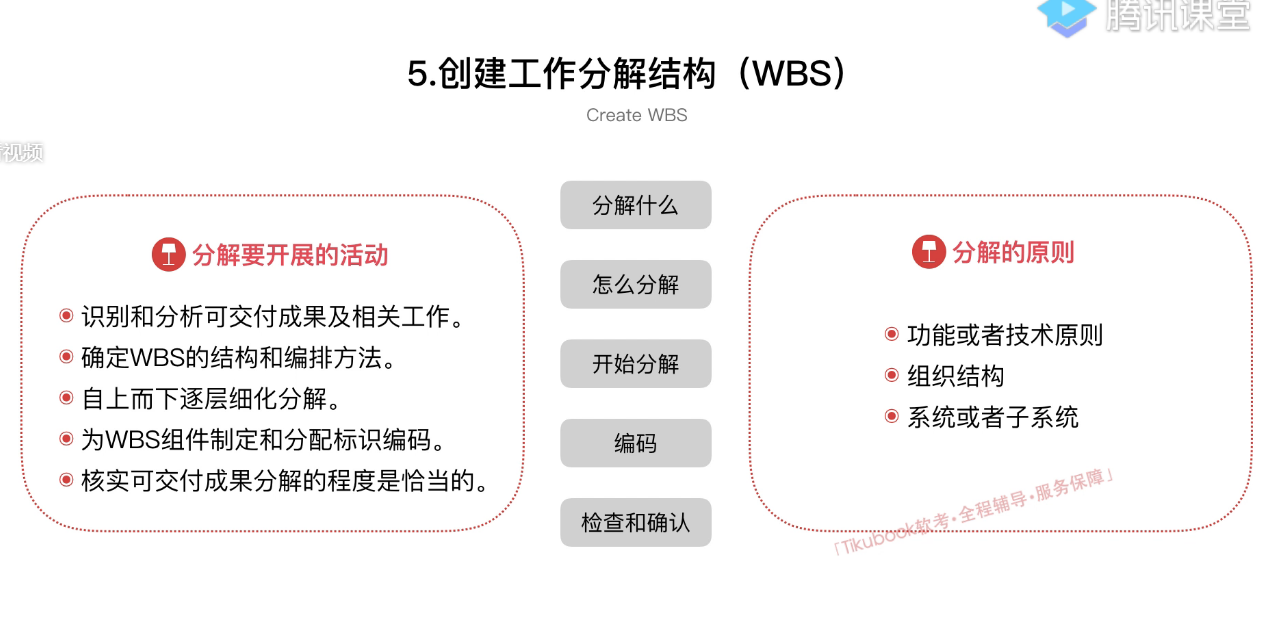 腾讯课堂
5.创建工作分解结构（WBS）
Create WBS
视频
分解要开展的活动
识别和分析可交付成果及相关工作。
确定WBS的结构和编排方法。
自上而下逐层细化分解。
为WBS组件制定和分配标识编码。
核实可交付成果分解的程度是恰当的。
分解什么
怎么分解
开始分解
编码
检查和确认
分解的原则
功能或者技术原则
组织结构
系统或者子系统
「Tikubook软考·全程辅导·服务保障」